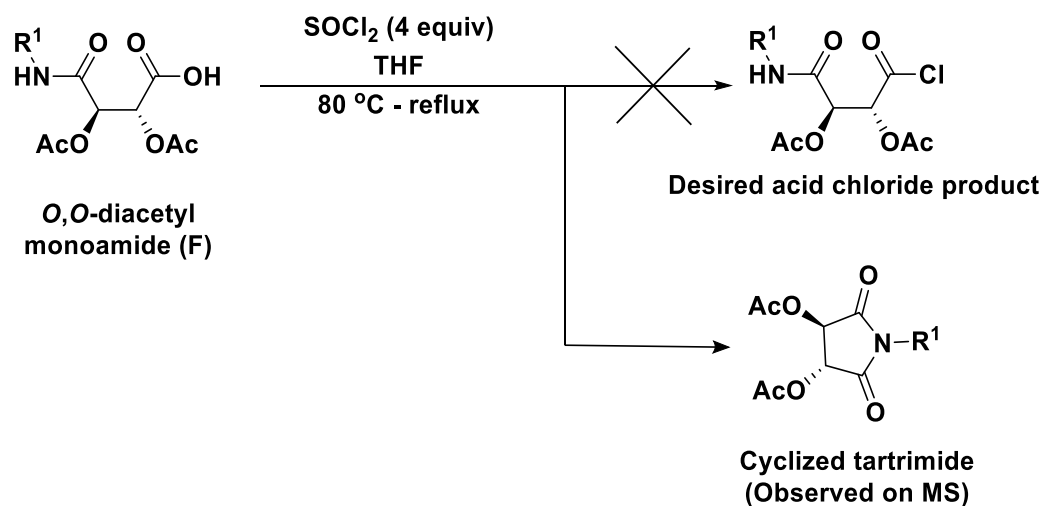 R1
HN
O
O
OH
AcO
OAc
O,O-diacetyl
monoamide (F)
SOCl2 (4 equiv)
THF
80 oC - reflux
R1
HN
O
O
Cl
AcO
OAc
Desired acid chloride product
AcO
O
N
R1
AcO
O
Cyclized tartrimide
(Observed on MS)